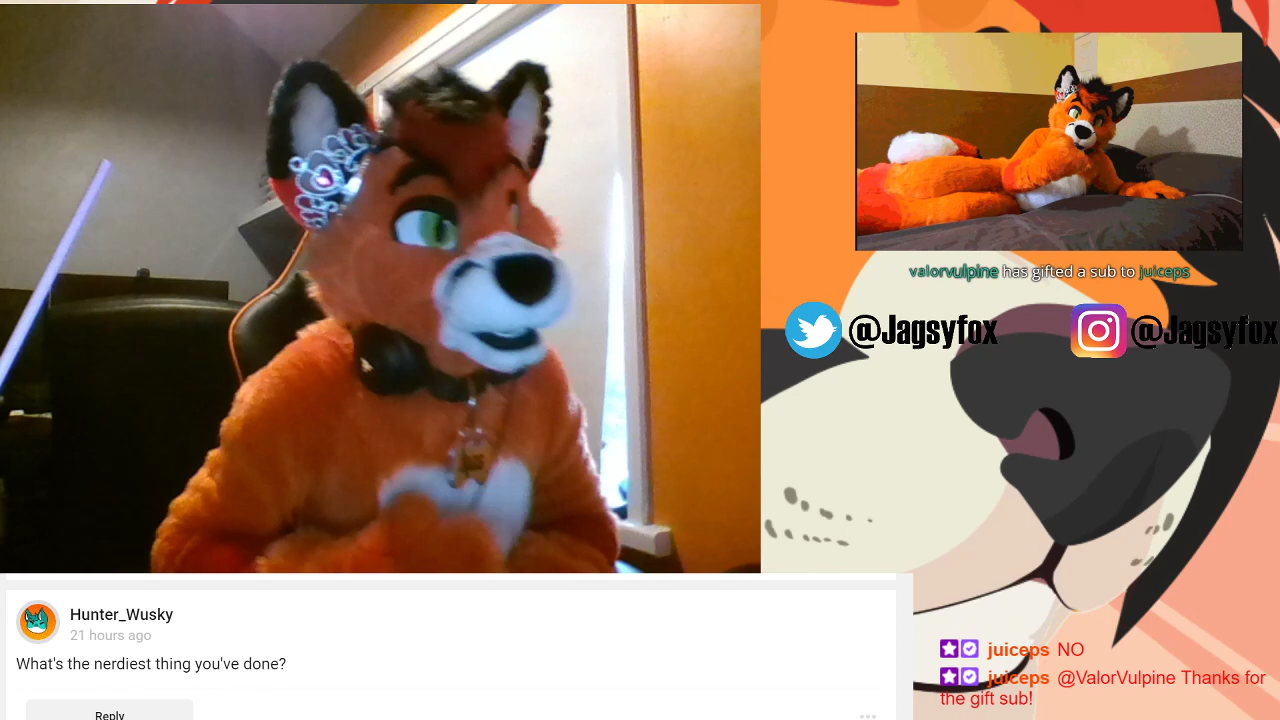 valorvulpine has gifted a sub to juiceps
@Jagsyfox
@Jagsyfox
Hunter_Wusky
21 hours ago
What's the nerdiest thing you've done?
Reply
juiceps NO
juiceps @ValorVulpine Thanks for
the gift sub!